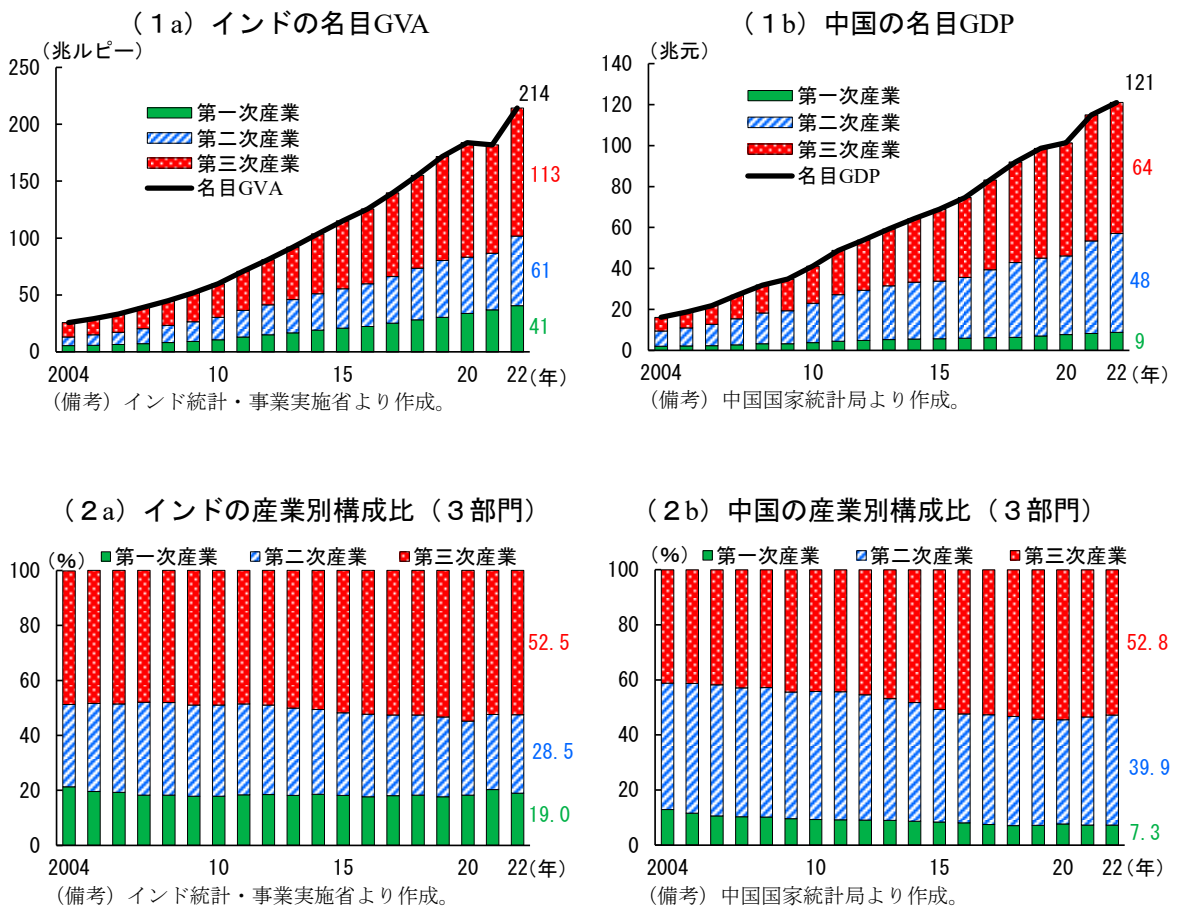 （１a）インドの名目GVA
（兆ルピー）
250
200
150
100
50
0
第一次産業
第二次産業
第三次産業
名目GVA
214
113
61
41
2004 10 15 20 22 (年)
（備考）インド統計・事業実施省より作成。
（１b）中国の名目GDP
（兆元）
140
120
100
80
60
40
20
0
第一次産業
第二次産業
第三次産業
名目GDP
121
64
48
9
2004 10 15 20 22 (年)
（備考）中国国家統計局より作成。
（２a）インドの産業別構成比（３部門）
(%) 第一次産業 第二次産業 第三次産業
100
80
60
40
20
0
52.5
28.5
19.0
2004 10 15 20 22 (年)
（備考）インド統計・事業実施省より作成。
（２b）中国の産業別構成比（３部門）
(%) 第一次産業 第二次産業 第三次産業
100
80
60
40
20
0
52.8
39.9
7.3
2004 10 15 20 22 (年)
（備考）中国国家統計局より作成。